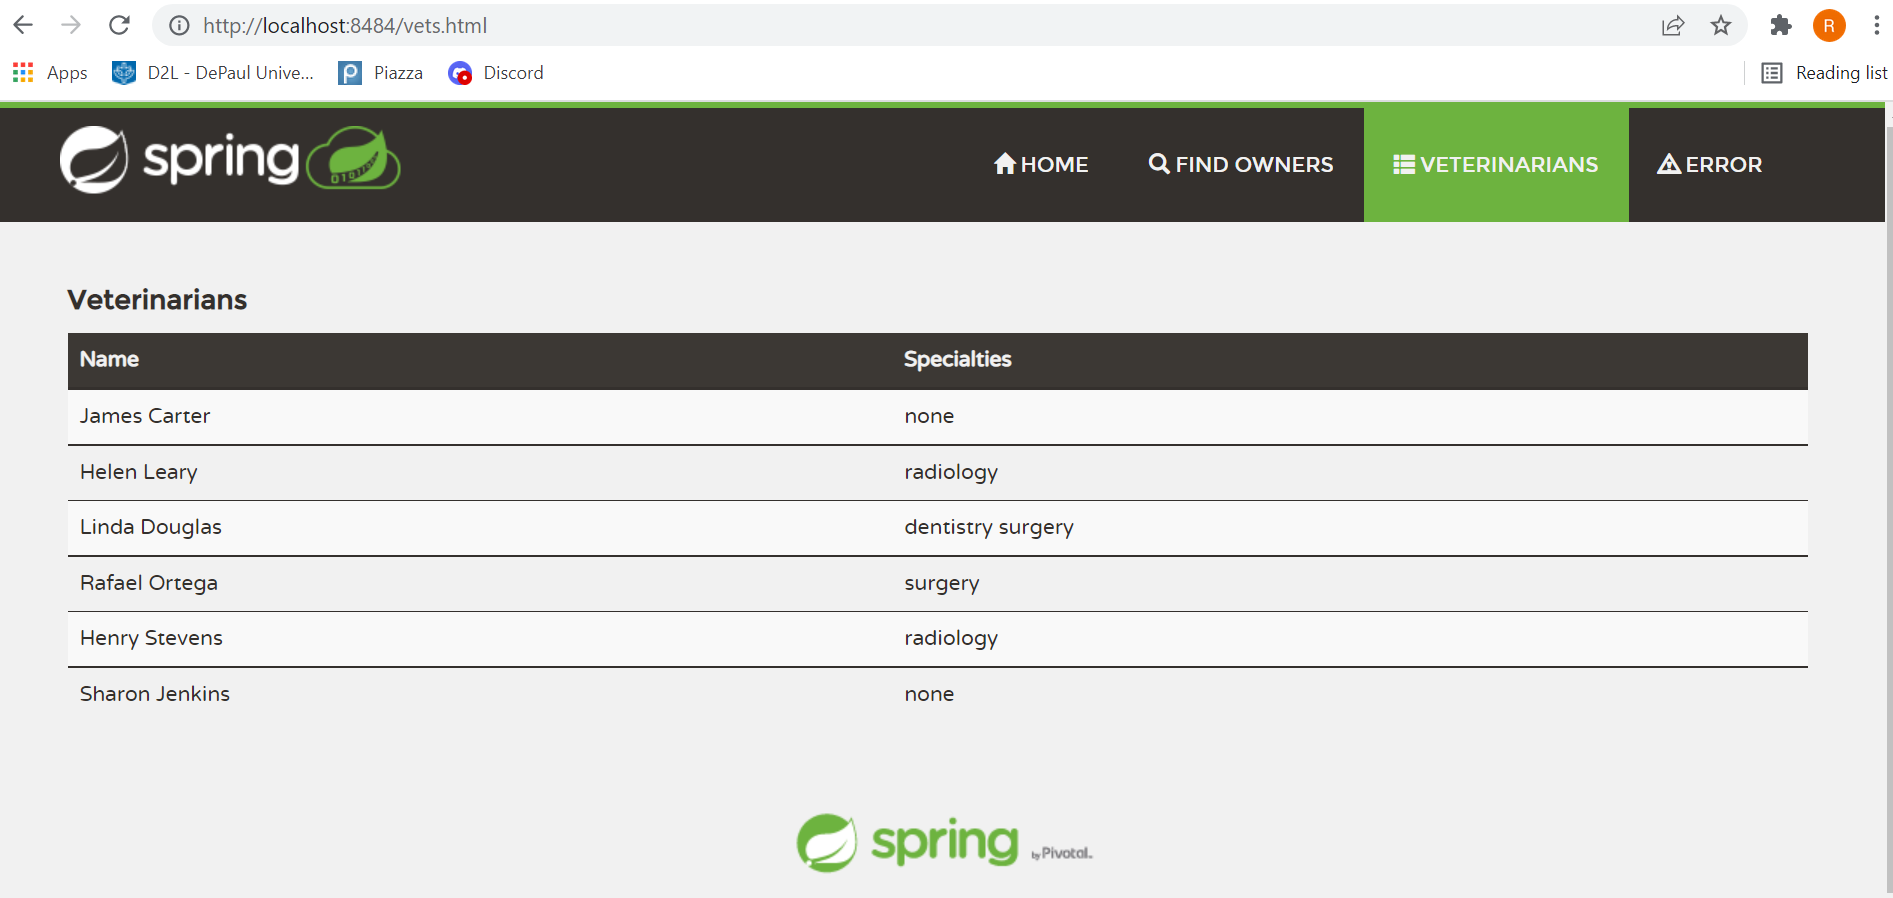 http://localhost:8484/vets.html
R
Apps D2L - DePaul Unive... Piazza Discord Reading list
spring HOME FIND OWNERS VETERINARIANS ERROR
Veterinarians
Name Specialties
James Carter none
Helen Leary radiology
Linda Douglas dentistry surgery
Rafael Ortega surgery
Henry Stevens radiology
Sharon Jenkins none
spring by Pivotal